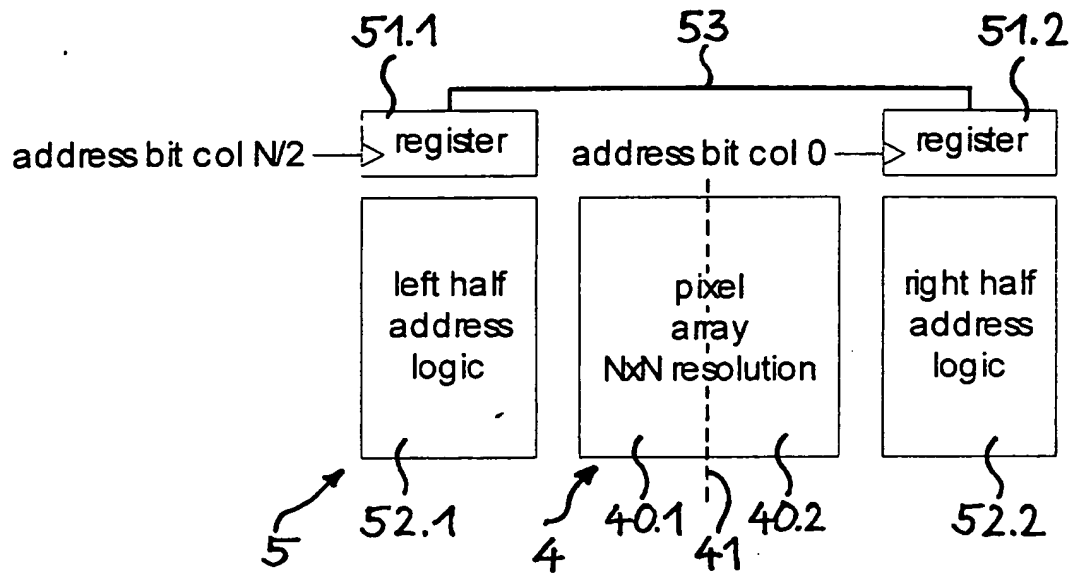 51.1 53 51.2
address bit col N/2 register address bit col 0 register
left half
address
logic
pixel
array
NxN resolution
right half
address
logic
5 52.1 4 40.1 41 40.2 52.2